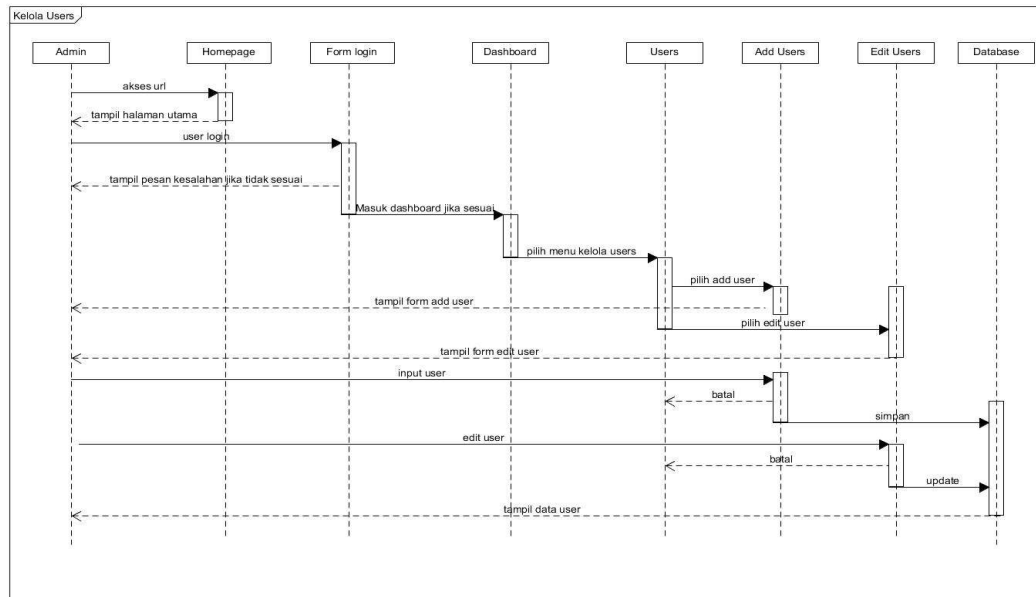 Kelola Users
Admin
Homepage
Form login
Dashboard
Users
Add Users
Edit Users
Database
akses url
tampil halaman utama
user login
tampil pesan kesalahan jika tidak sesuai
Masuk dashboard jika sesuai
pilih menu kelola users
pilih add user
tampil form add user
pilih edit user
tampil form edit user
input user
batal
simpan
edit user
batal
update
tampil data user